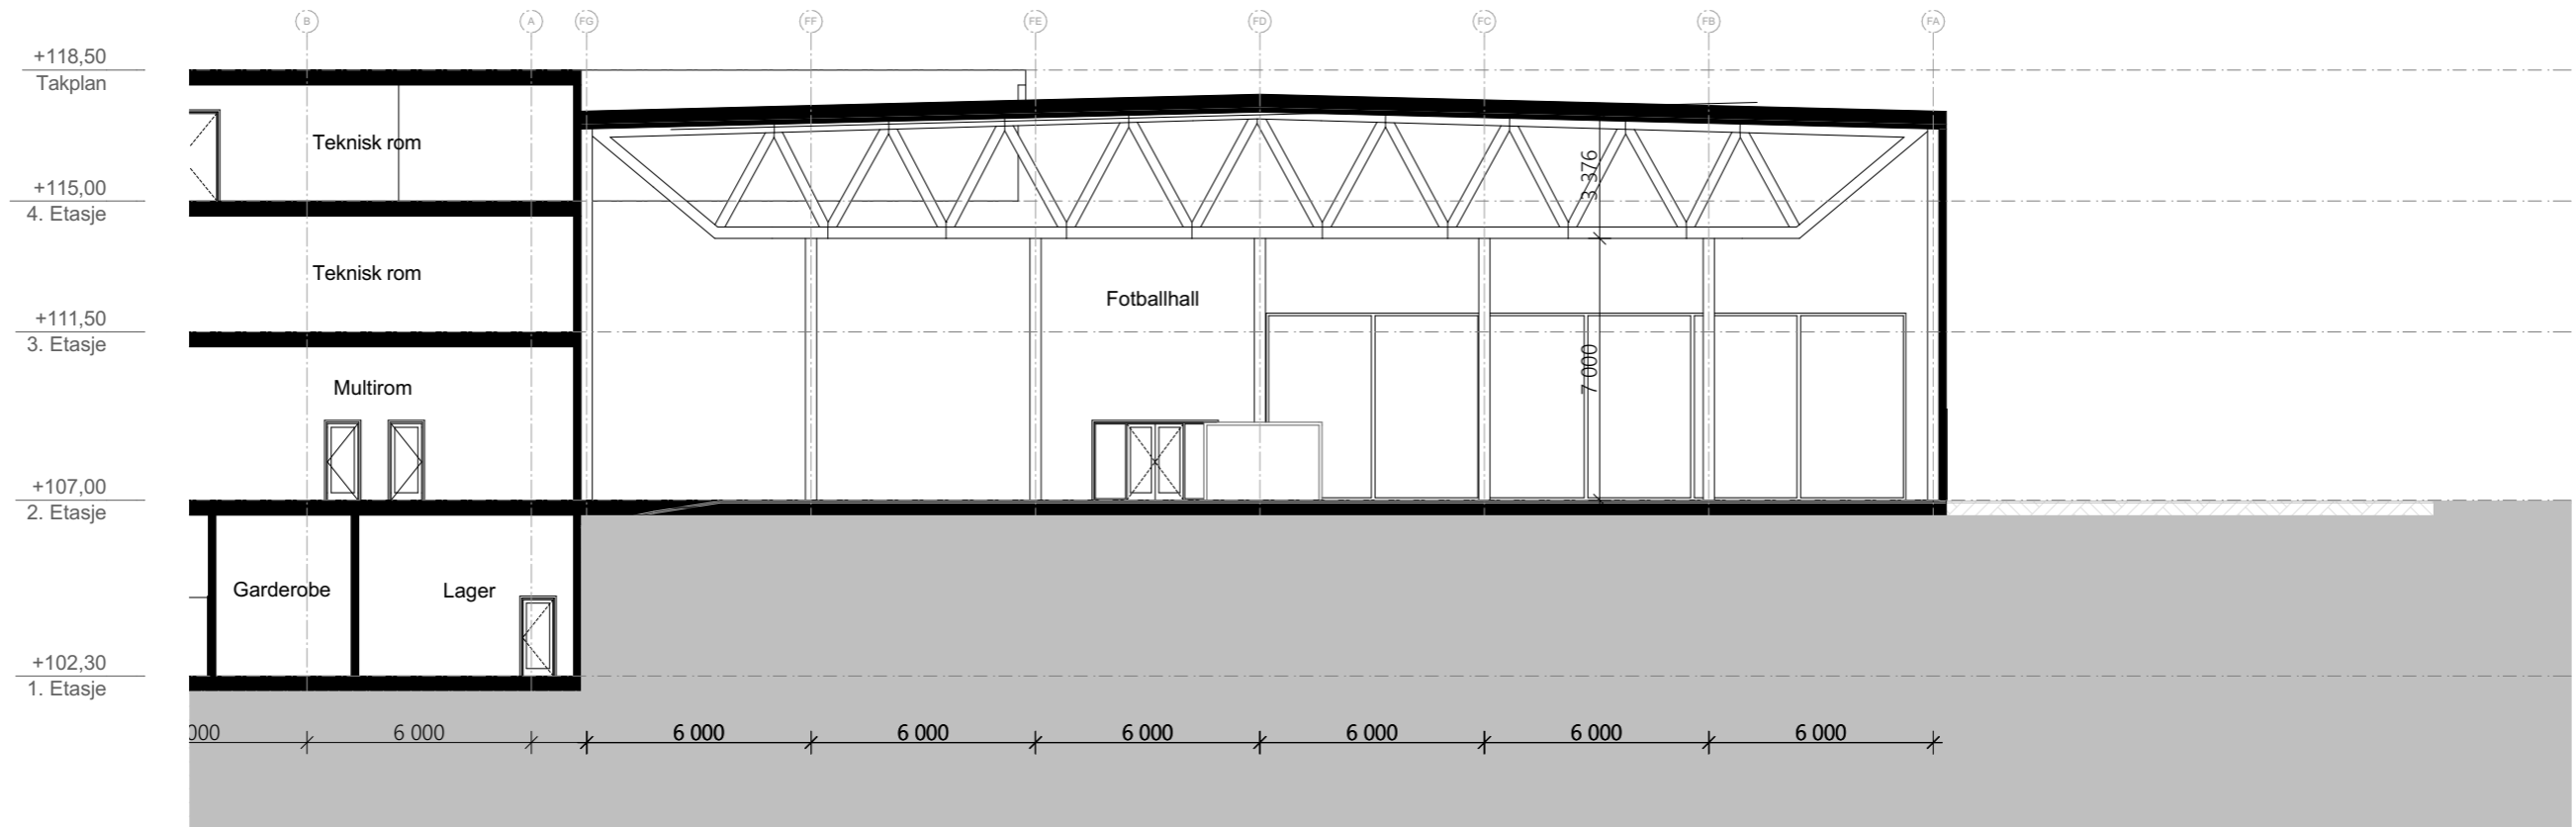 B A FG FF FE FD FC FB FA
+118,50
Takplan
Teknisk rom
+115,00
4. Etasje
3 376
Teknisk rom
Fotballhall
+111,50
3. Etasje
7 000
Multirom
+107,00
2. Etasje
Garderobe
Lager
+102,30
1. Etasje
000 6 000 6 000 6 000 6 000 6 000 6 000 6 000